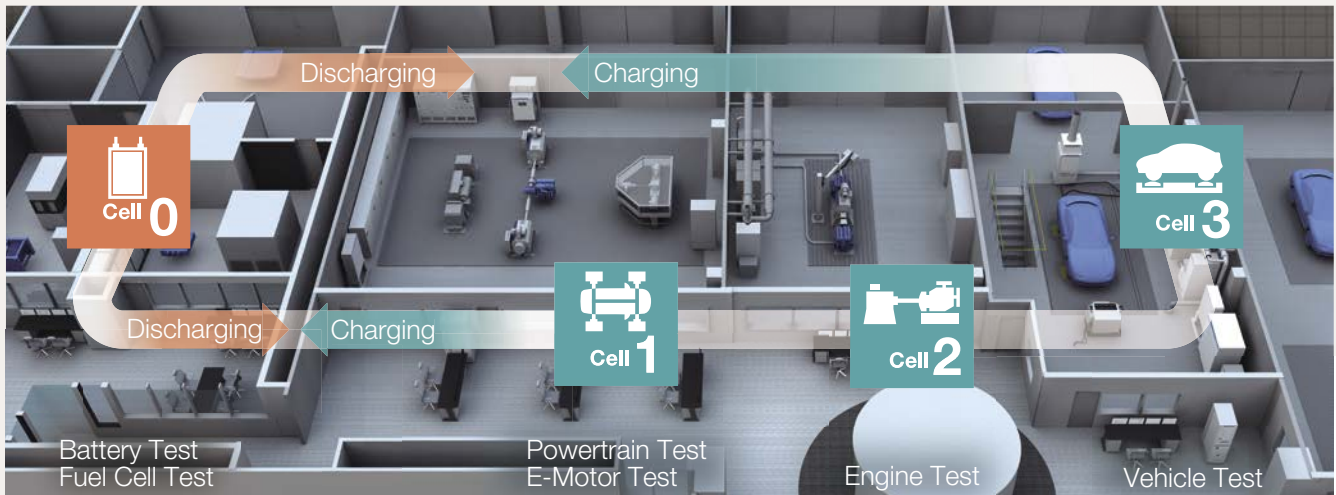 Discharging
Charging
Cell 0
Cell 3
Discharging
Charging
Cell 1
Cell 2
Battery Test
Fuel Cell Test
Powertrain Test
E-Motor Test
Engine Test
Vehicle Test